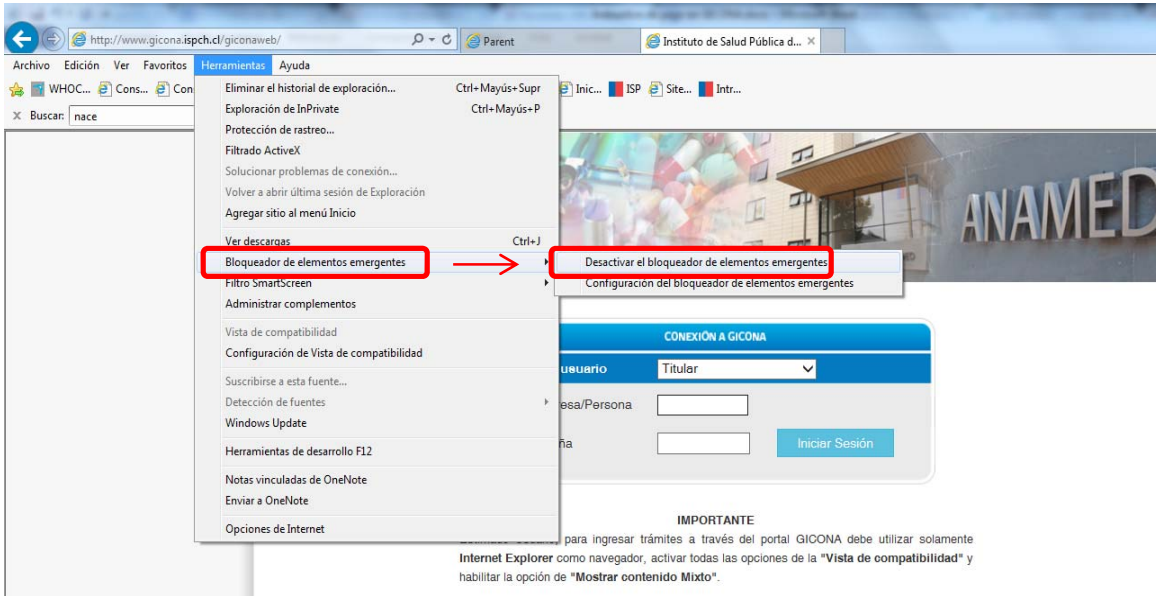 http://www.gicona.ispch.cl/giconaweb/
Parent
Instituto de Salud Pública d...
Archivo Edición Ver Favoritos Herramientas Ayuda
WHOC... Cons... Con
Inic... ISP Site... Intr...
x Buscar: nace
Eliminar el historial de exploración... Ctrl+Mayús+Supr
Exploración de InPrivate Ctrl+Mayús+P
Protección de rastreo...
Filtrado ActiveX
Solucionar problemas de conexión...
Volver a abrir última sesión de Exploración
Agregar sitio al menú Inicio
Ver descargas Ctrl+J
Bloqueador de elementos emergentes
Filtro SmartScreen
Administrar complementos
Vista de compatibilidad
Configuración de Vista de compatibilidad
Suscribirse a esta fuente...
Detección de fuentes
Windows Update
Herramientas de desarrollo F12
Notas vinculadas de OneNote
Enviar a OneNote
Opciones de Internet
Desactivar el bloqueador de elementos emergentes
Configuración del bloqueador de elementos emergentes
ANAMED
CONEXIÓN A GICONA
usuario Titular
esa/Persona
ña Iniciar Sesión
IMPORTANTE
para ingresar trámites a través del portal GICONA debe utilizar solamente
Internet Explorer como navegador, activar todas las opciones de la "Vista de compatibilidad" y
habilitar la opción de "Mostrar contenido Mixto".